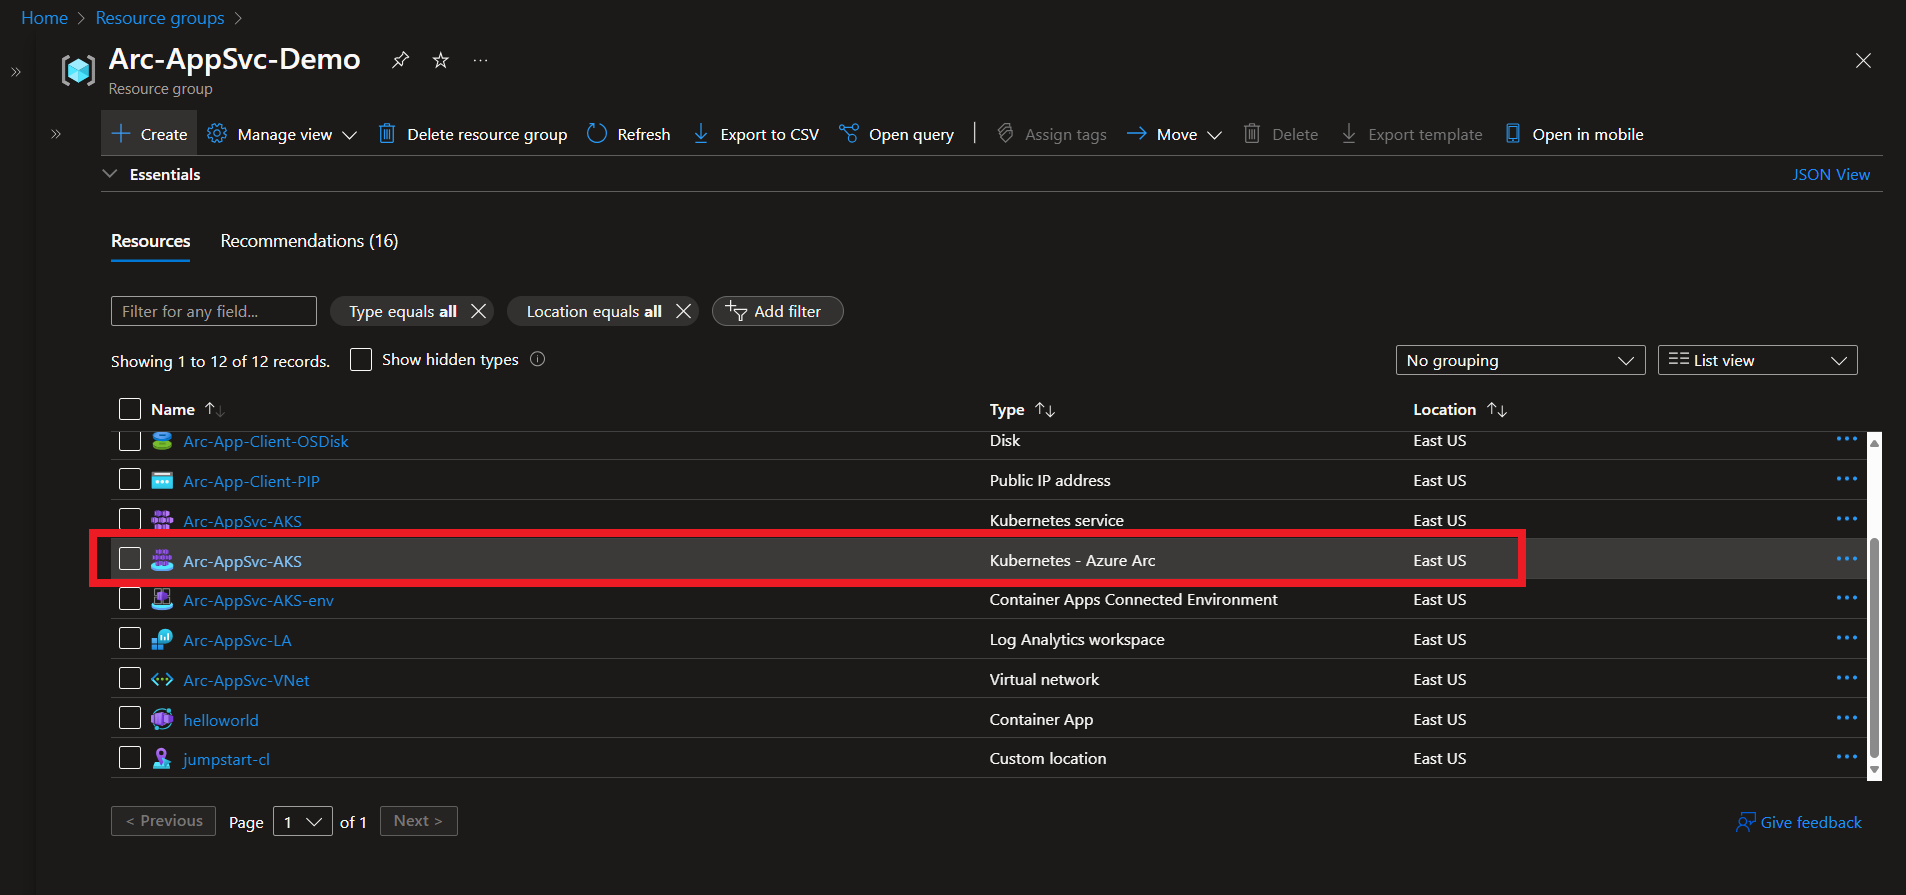 Home > Resource groups >
Arc-AppSvc-Demo
Resource group
Create Manage view Delete resource group Refresh Export to CSV Open query Assign tags Move Delete Export template Open in mobile
Essentials JSON View
Resources Recommendations (16)
Filter for any field... Type equals all Location equals all Add filter
Showing 1 to 12 of 12 records. Show hidden types No grouping List view
Name Type Location
Arc-App-Client-OSDisk Disk East US
Arc-App-Client-PIP Public IP address East US
Arc-AppSvc-AKS Kubernetes service East US
Arc-AppSvc-AKS Kubernetes - Azure Arc East US
Arc-AppSvc-AKS-env Container Apps Connected Environment East US
Arc-AppSvc-LA Log Analytics workspace East US
Arc-AppSvc-VNet Virtual network East US
helloworld Container App East US
jumpstart-cl Custom location East US
< Previous Page 1 of 1 Next > Give feedback